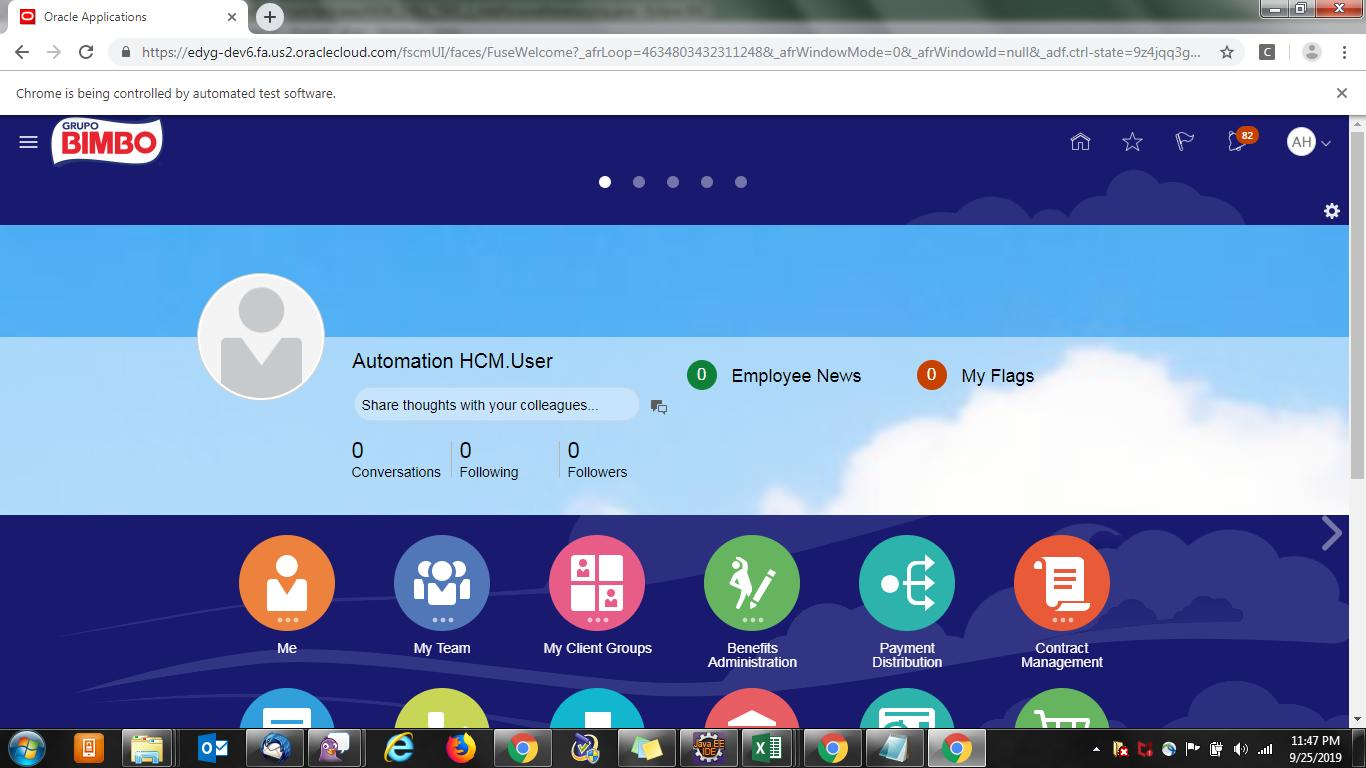 Oracle Applications
https://edyg-dev6.fa.us2.oraclecloud.com/fscmUI/faces/FuseWelcome?_afrLoop=4634803432311248&_afrWindowMode=0&_afrWindowId=null&_adf.ctrl-state=9z4jqq3g...
C
Chrome is being controlled by automated test software.
GRUPO
BIMBO
82
AH
Automation HCM.User
0 Employee News
0 My Flags
Share thoughts with your colleagues...
0 0 0
Conversations Following Followers
Me
My Team
My Client Groups
Benefits
Administration
Payment
Distribution
Contract
Management
Java EE
IDE
11:47 PM
9/25/2019